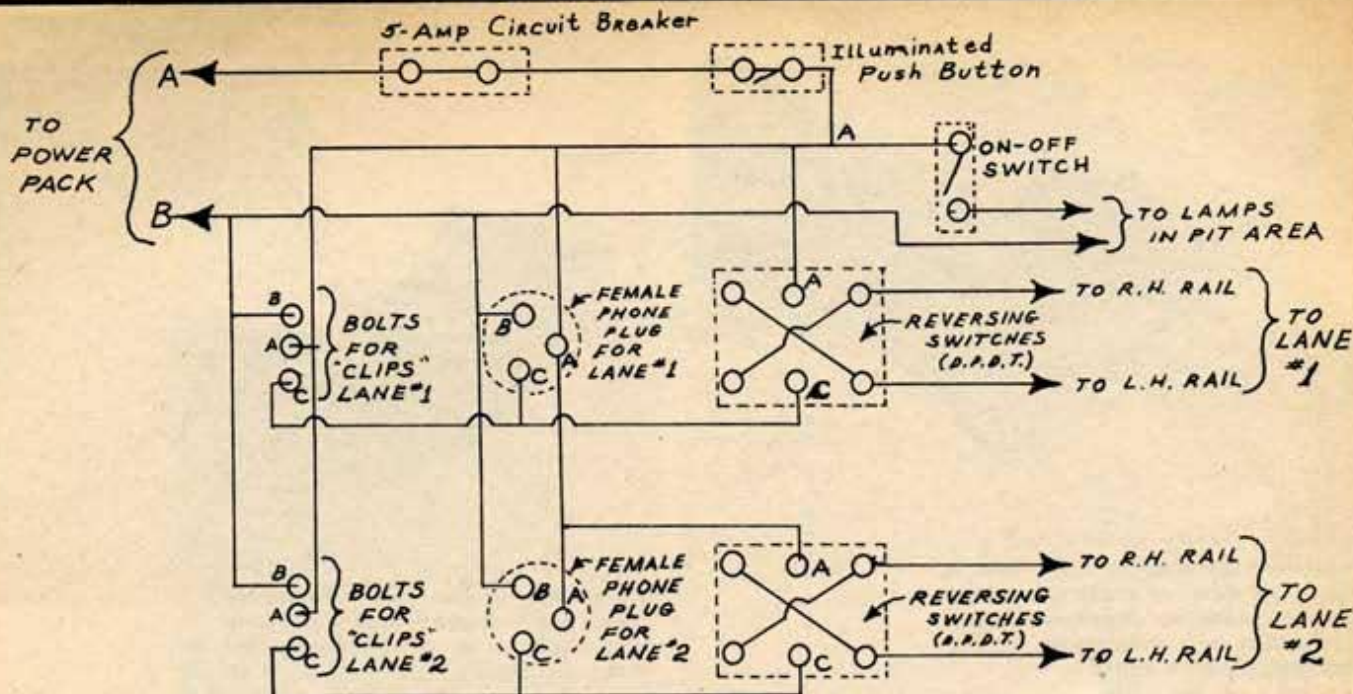 5-AMP Circuit BREAKER
Illuminated
Push Button
A
TO
POWER
PACK
A
ON-OFF
SWITCH
B
TO LAMPS
IN PIT AREA
B
A
C
BOLTS
FOR
"CLIPS"
LANE #1
B
A
C
FEMALE
PHONE
PLUG
FOR
LANE #1
A
C
REVERSING
SWITCHES
(D.P.D.T.)
TO R.H. RAIL
TO L.H. RAIL
TO
LANE
#1
B
A
C
BOLTS
FOR
"CLIPS"
LANE #2
B
A
C
FEMALE
PHONE
PLUG
FOR
LANE #2
A
C
REVERSING
SWITCHES
(D.P.D.T.)
TO R.H. RAIL
TO L.H. RAIL
TO
LANE
#2